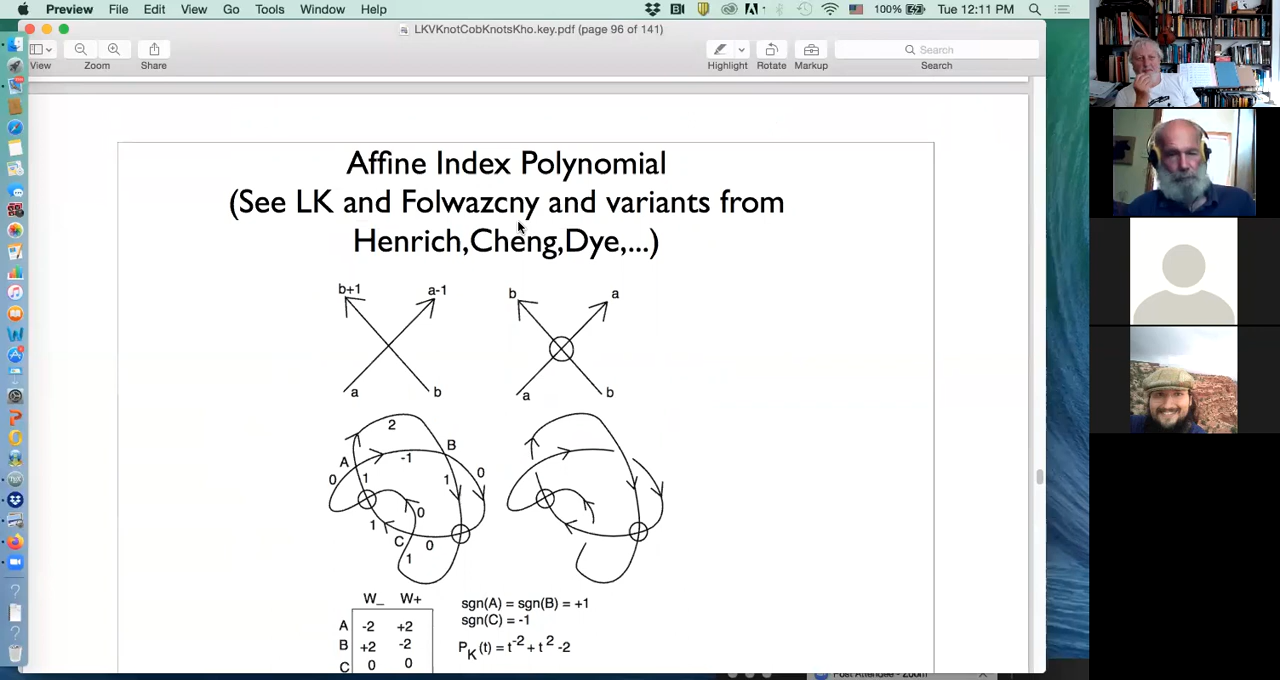 Preview File Edit View Go Tools Window Help 100% Tue 12:11 PM
LKVKnotCobKnotsKho.key.pdf (page 96 of 141)
Search
View Zoom Share Highlight Rotate Markup Search
Affine Index Polynomial
(See LK and Folwazcny and variants from
Henrich,Cheng,Dye,...)
b+1 a-1 b a
a b a b
2
A -1 B
0 1 1 0
1 0
C 0
1
W_ W+
A -2 +2
B +2 -2
C 0 0
sgn(A) = sgn(B) = +1
sgn(C) = -1
P_K(t) = t^-2 + t^2 -2
Post Attendee - Zoom